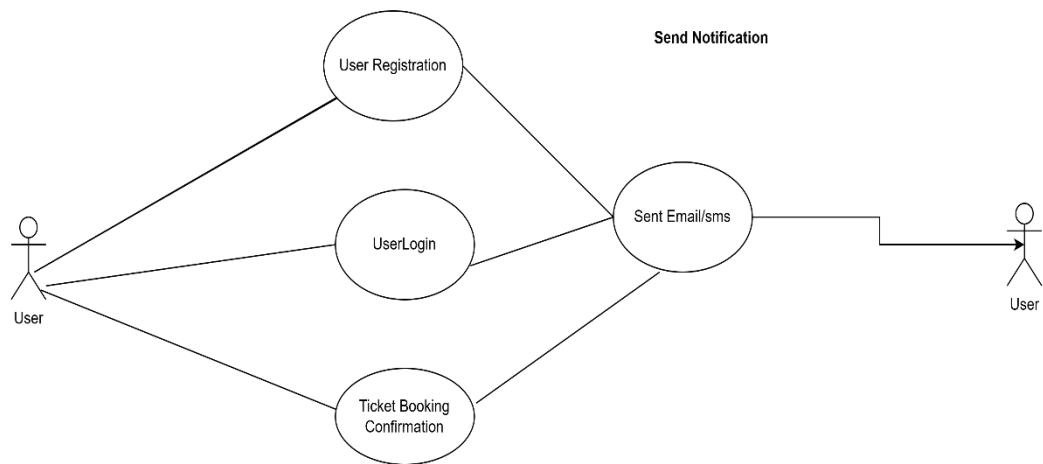 Send Notification
User Registration
Sent Email/sms
UserLogin
User
User
Ticket Booking
Confirmation